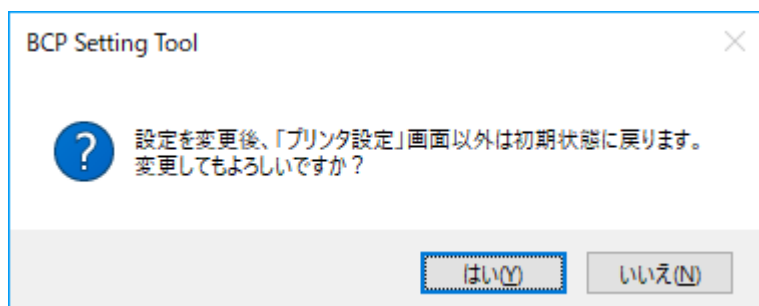 BCP Setting Tool
設定を変更後、「プリンタ設定」画面以外は初期状態に戻ります。
変更してもよろしいですか？
はい(Y)
いいえ(N)